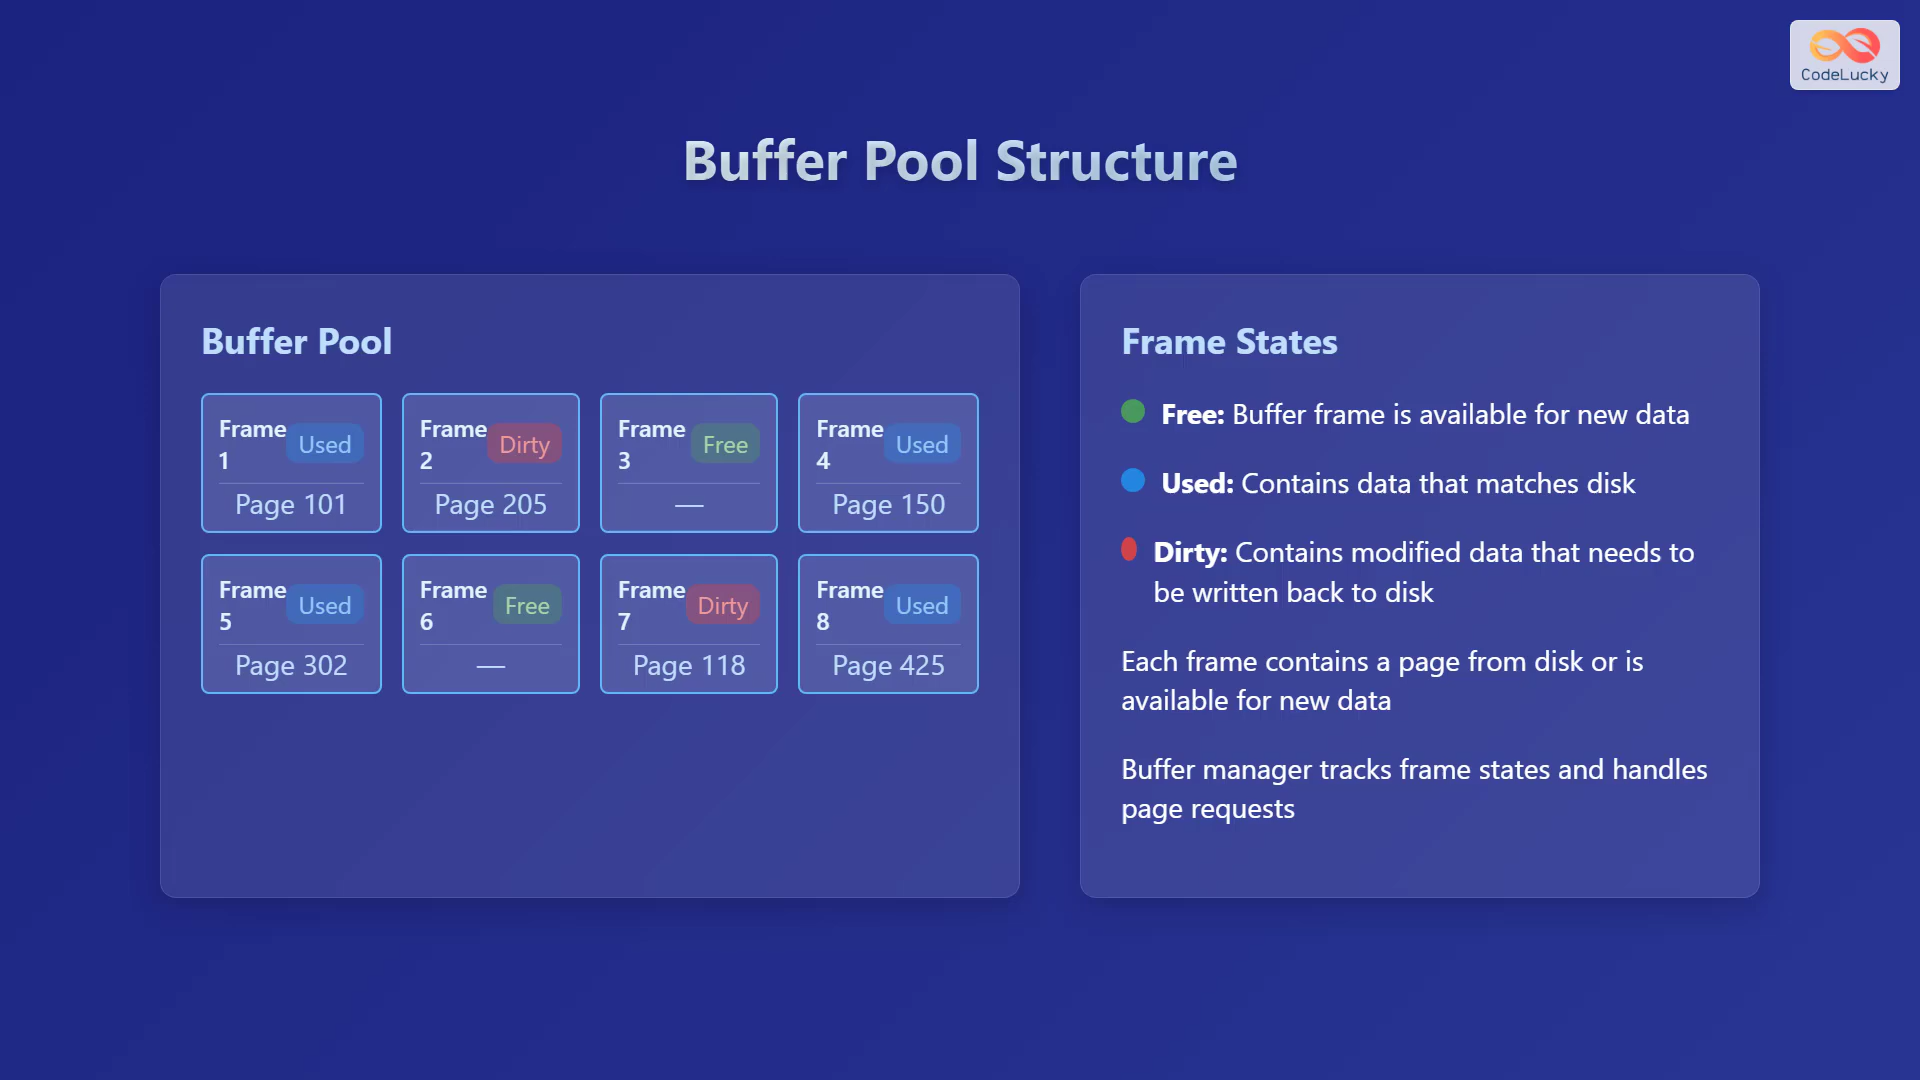 CodeLucky
Buffer Pool Structure
Buffer Pool
Frame 1
Used
Page 101
Frame 2
Dirty
Page 205
Frame 3
Free
—
Frame 4
Used
Page 150
Frame 5
Used
Page 302
Frame 6
Free
—
Frame 7
Dirty
Page 118
Frame 8
Used
Page 425
Frame States
Free: Buffer frame is available for new data
Used: Contains data that matches disk
Dirty: Contains modified data that needs to
be written back to disk
Each frame contains a page from disk or is
available for new data
Buffer manager tracks frame states and handles
page requests